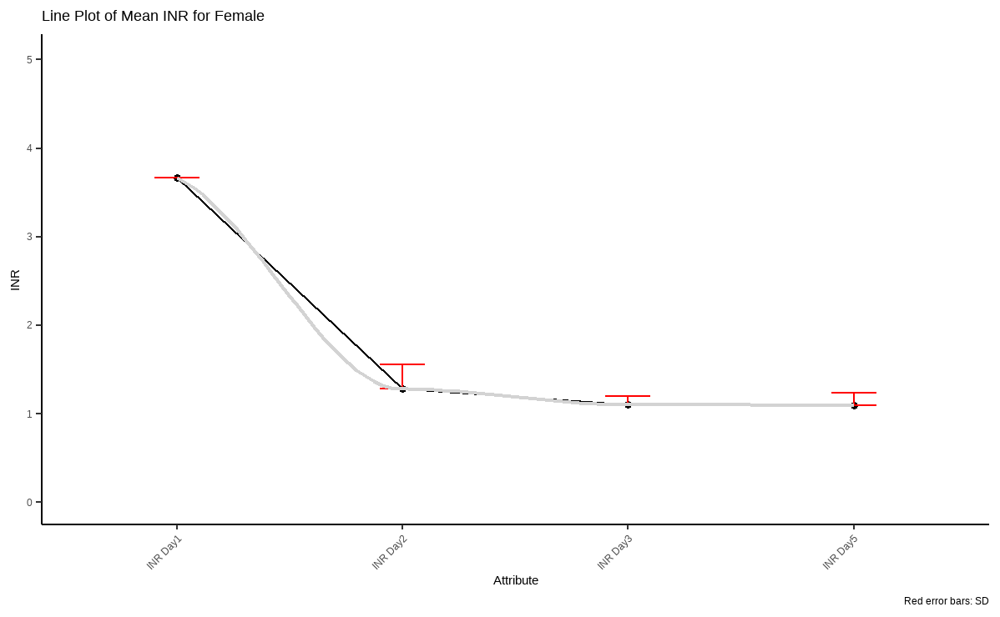 Line Plot of Mean INR for Female
INR
5
4
3
2
1
0
INR Day1
INR Day2
INR Day3
INR Day5
Attribute
Red error bars: SD